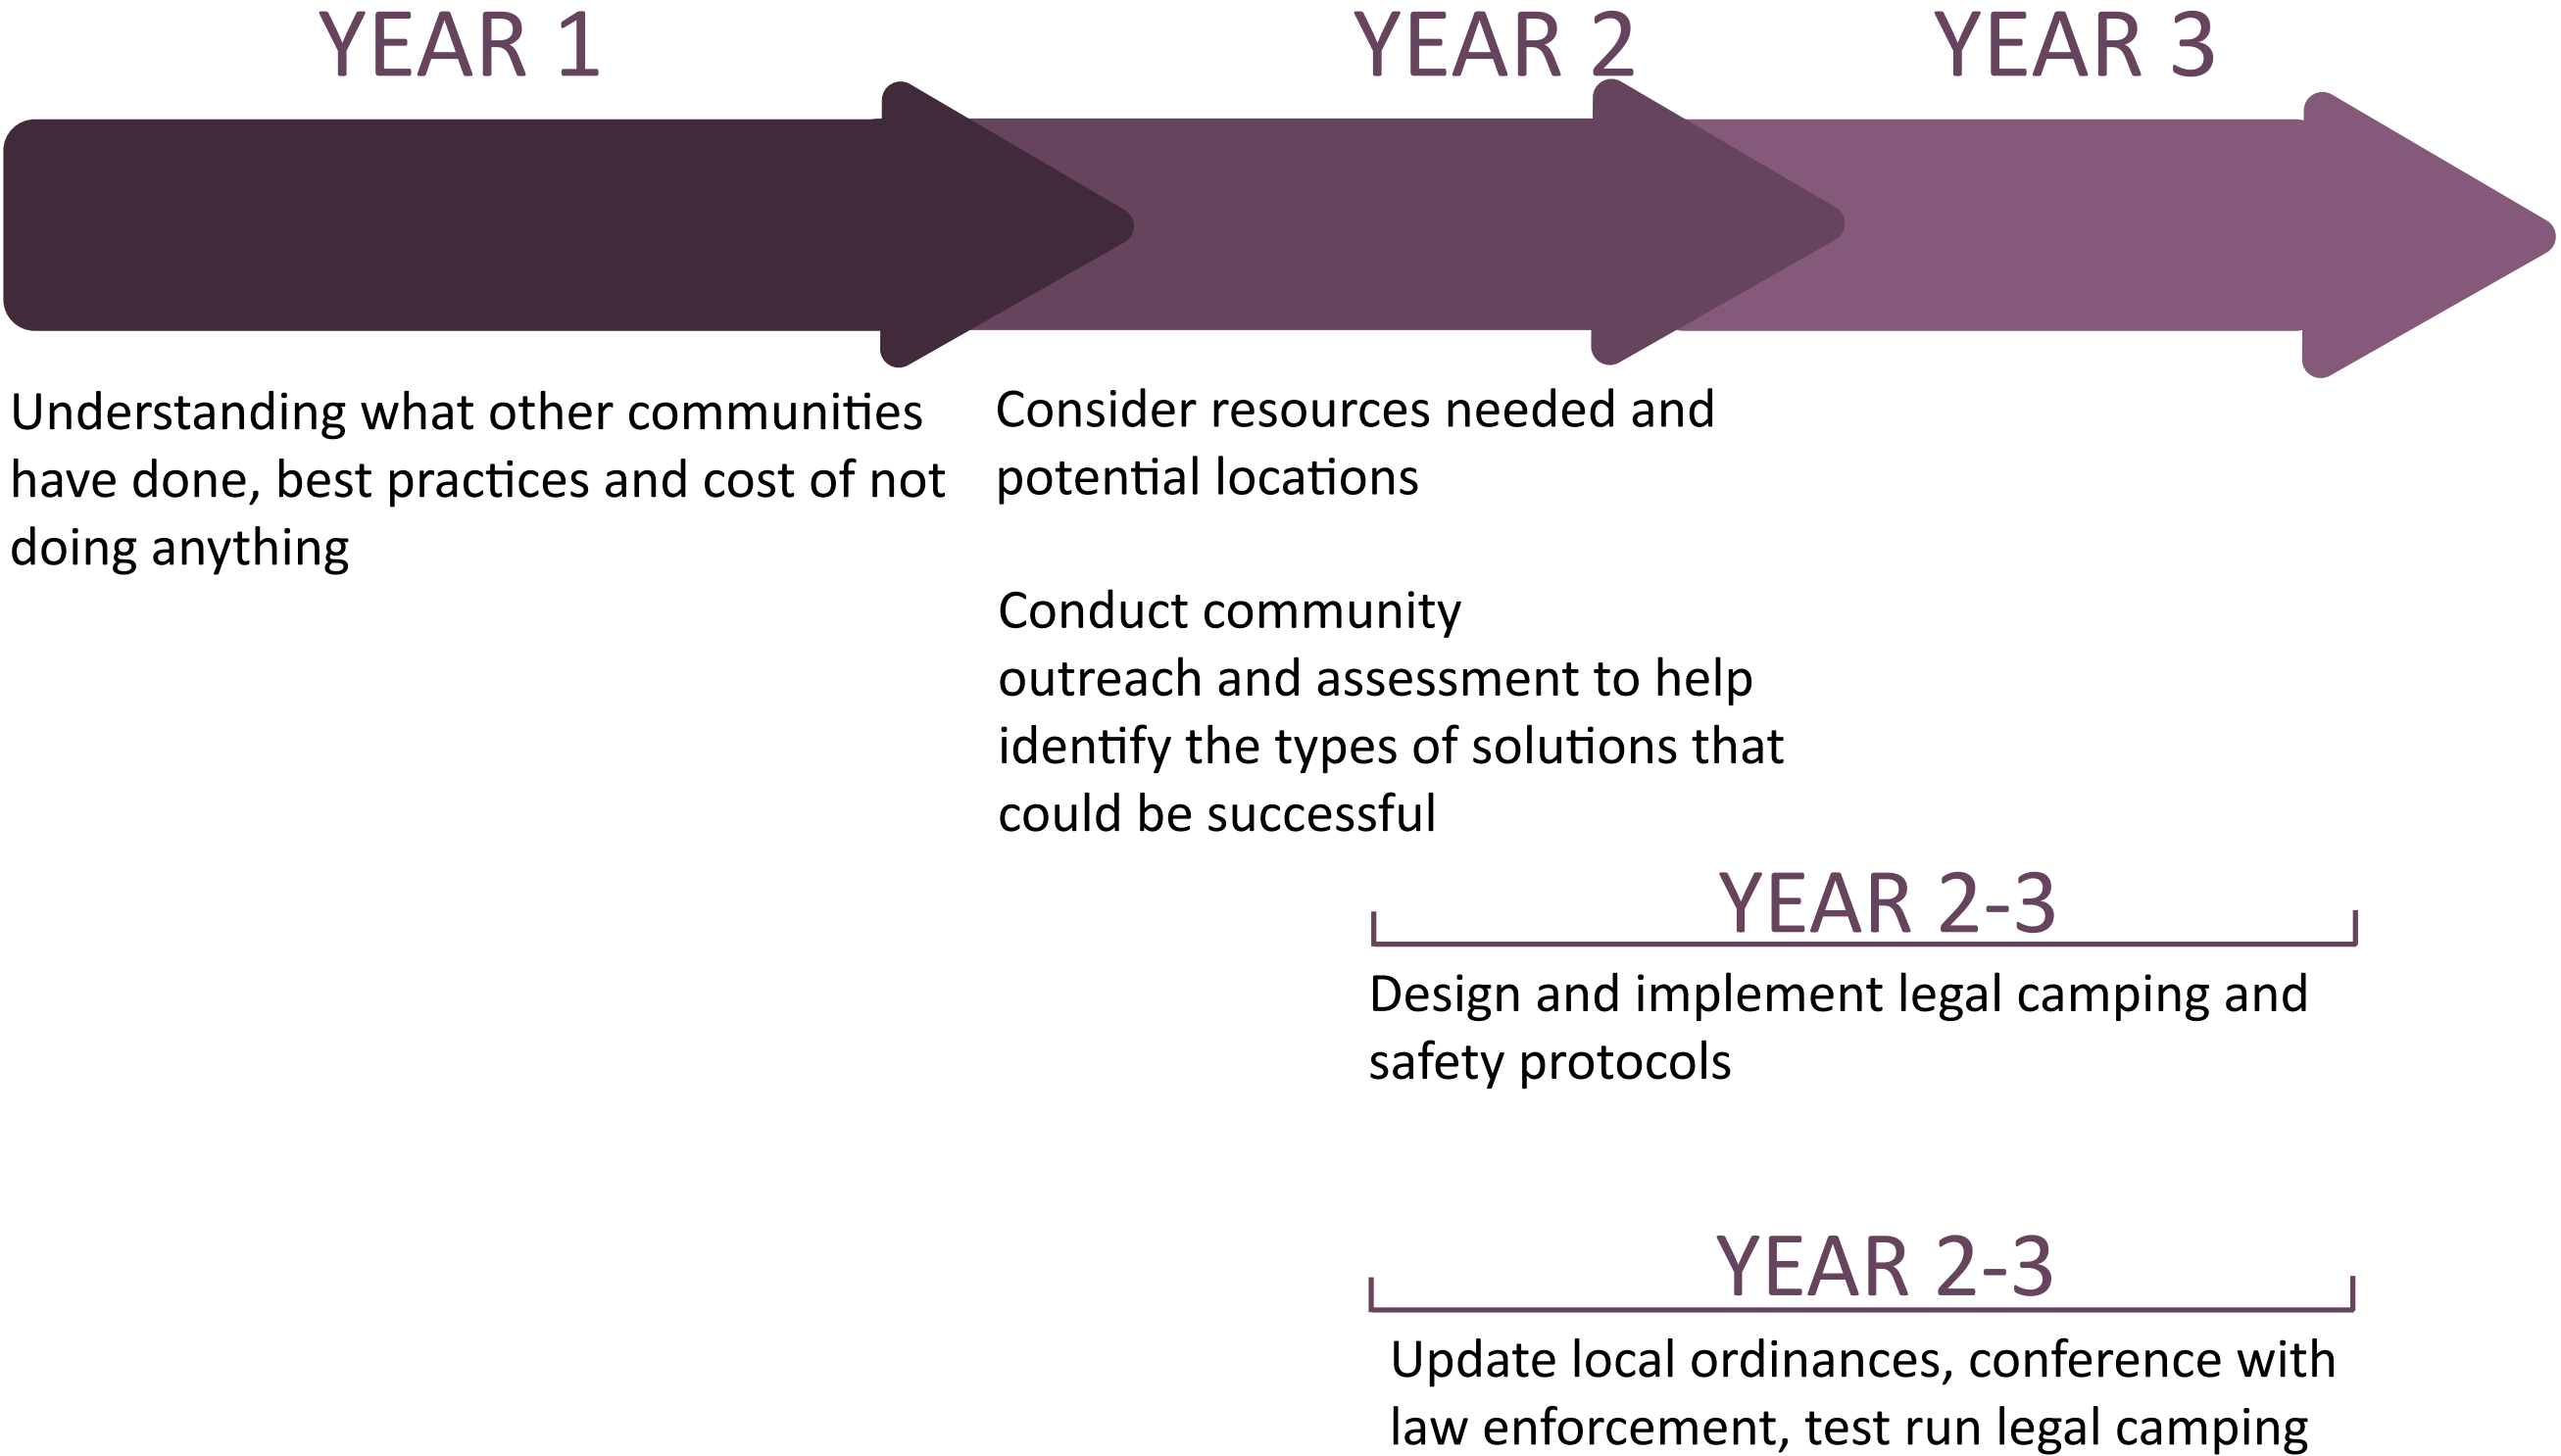 YEAR 1
YEAR 2
YEAR 3
Understanding what other communities
have done, best practices and cost of not
doing anything
Consider resources needed and
potential locations
Conduct community
outreach and assessment to help
identify the types of solutions that
could be successful
YEAR 2-3
Design and implement legal camping and
safety protocols
YEAR 2-3
Update local ordinances, conference with
law enforcement, test run legal camping